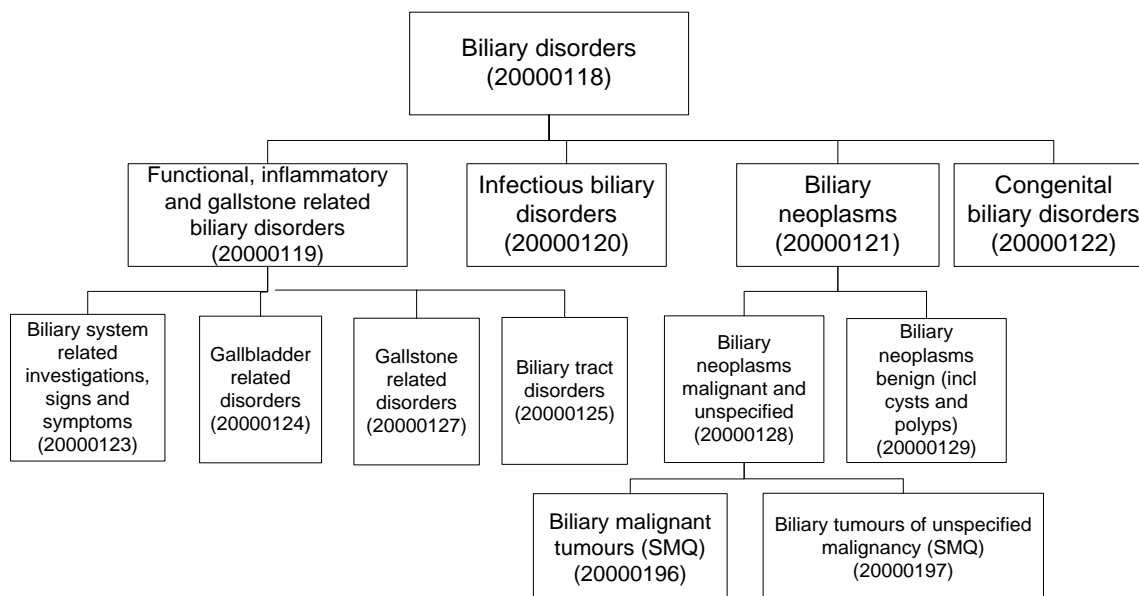 Biliary disorders
(20000118)
Functional, inflammatory
and gallstone related
biliary disorders
(20000119)
Infectious biliary
disorders
(20000120)
Biliary
neoplasms
(20000121)
Congenital
biliary disorders
(20000122)
Biliary system
related
investigations,
signs and
symptoms
(20000123)
Gallbladder
related
disorders
(20000124)
Gallstone
related
disorders
(20000127)
Biliary tract
disorders
(20000125)
Biliary
neoplasms
malignant and
unspecified
(20000128)
Biliary
neoplasms
benign (incl
cysts and
polyps)
(20000129)
Biliary malignant
tumours (SMQ)
(20000196)
Biliary tumours of unspecified
malignancy (SMQ)
(20000197)